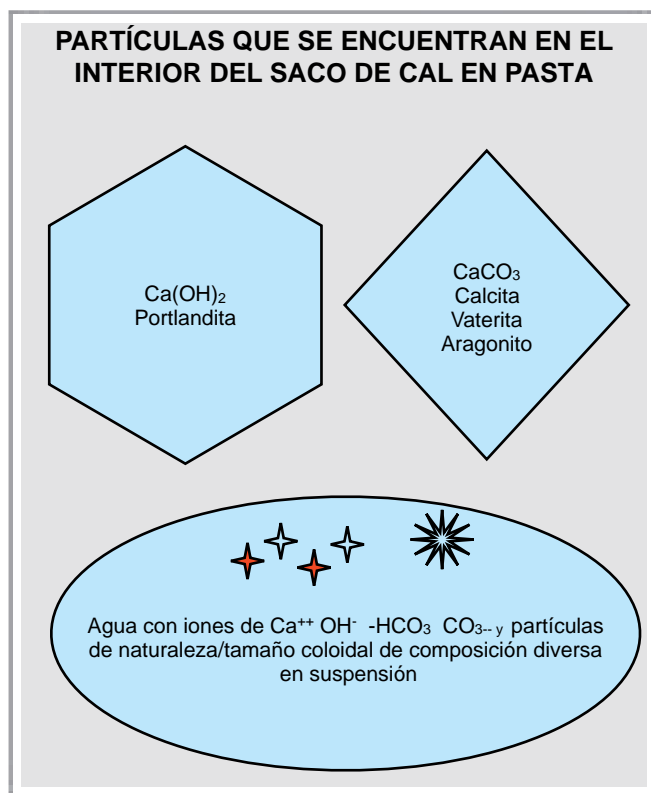 PARTÍCULAS QUE SE ENCUENTRAN EN EL
INTERIOR DEL SACO DE CAL EN PASTA
Ca(OH)₂
Portlandita
CaCO₃
Calcita
Vaterita
Aragonito
Agua con iones de Ca⁺⁺ OH⁻ -HCO₃ CO₃-- y partículas
de naturaleza/tamaño coloidal de composición diversa
en suspensión